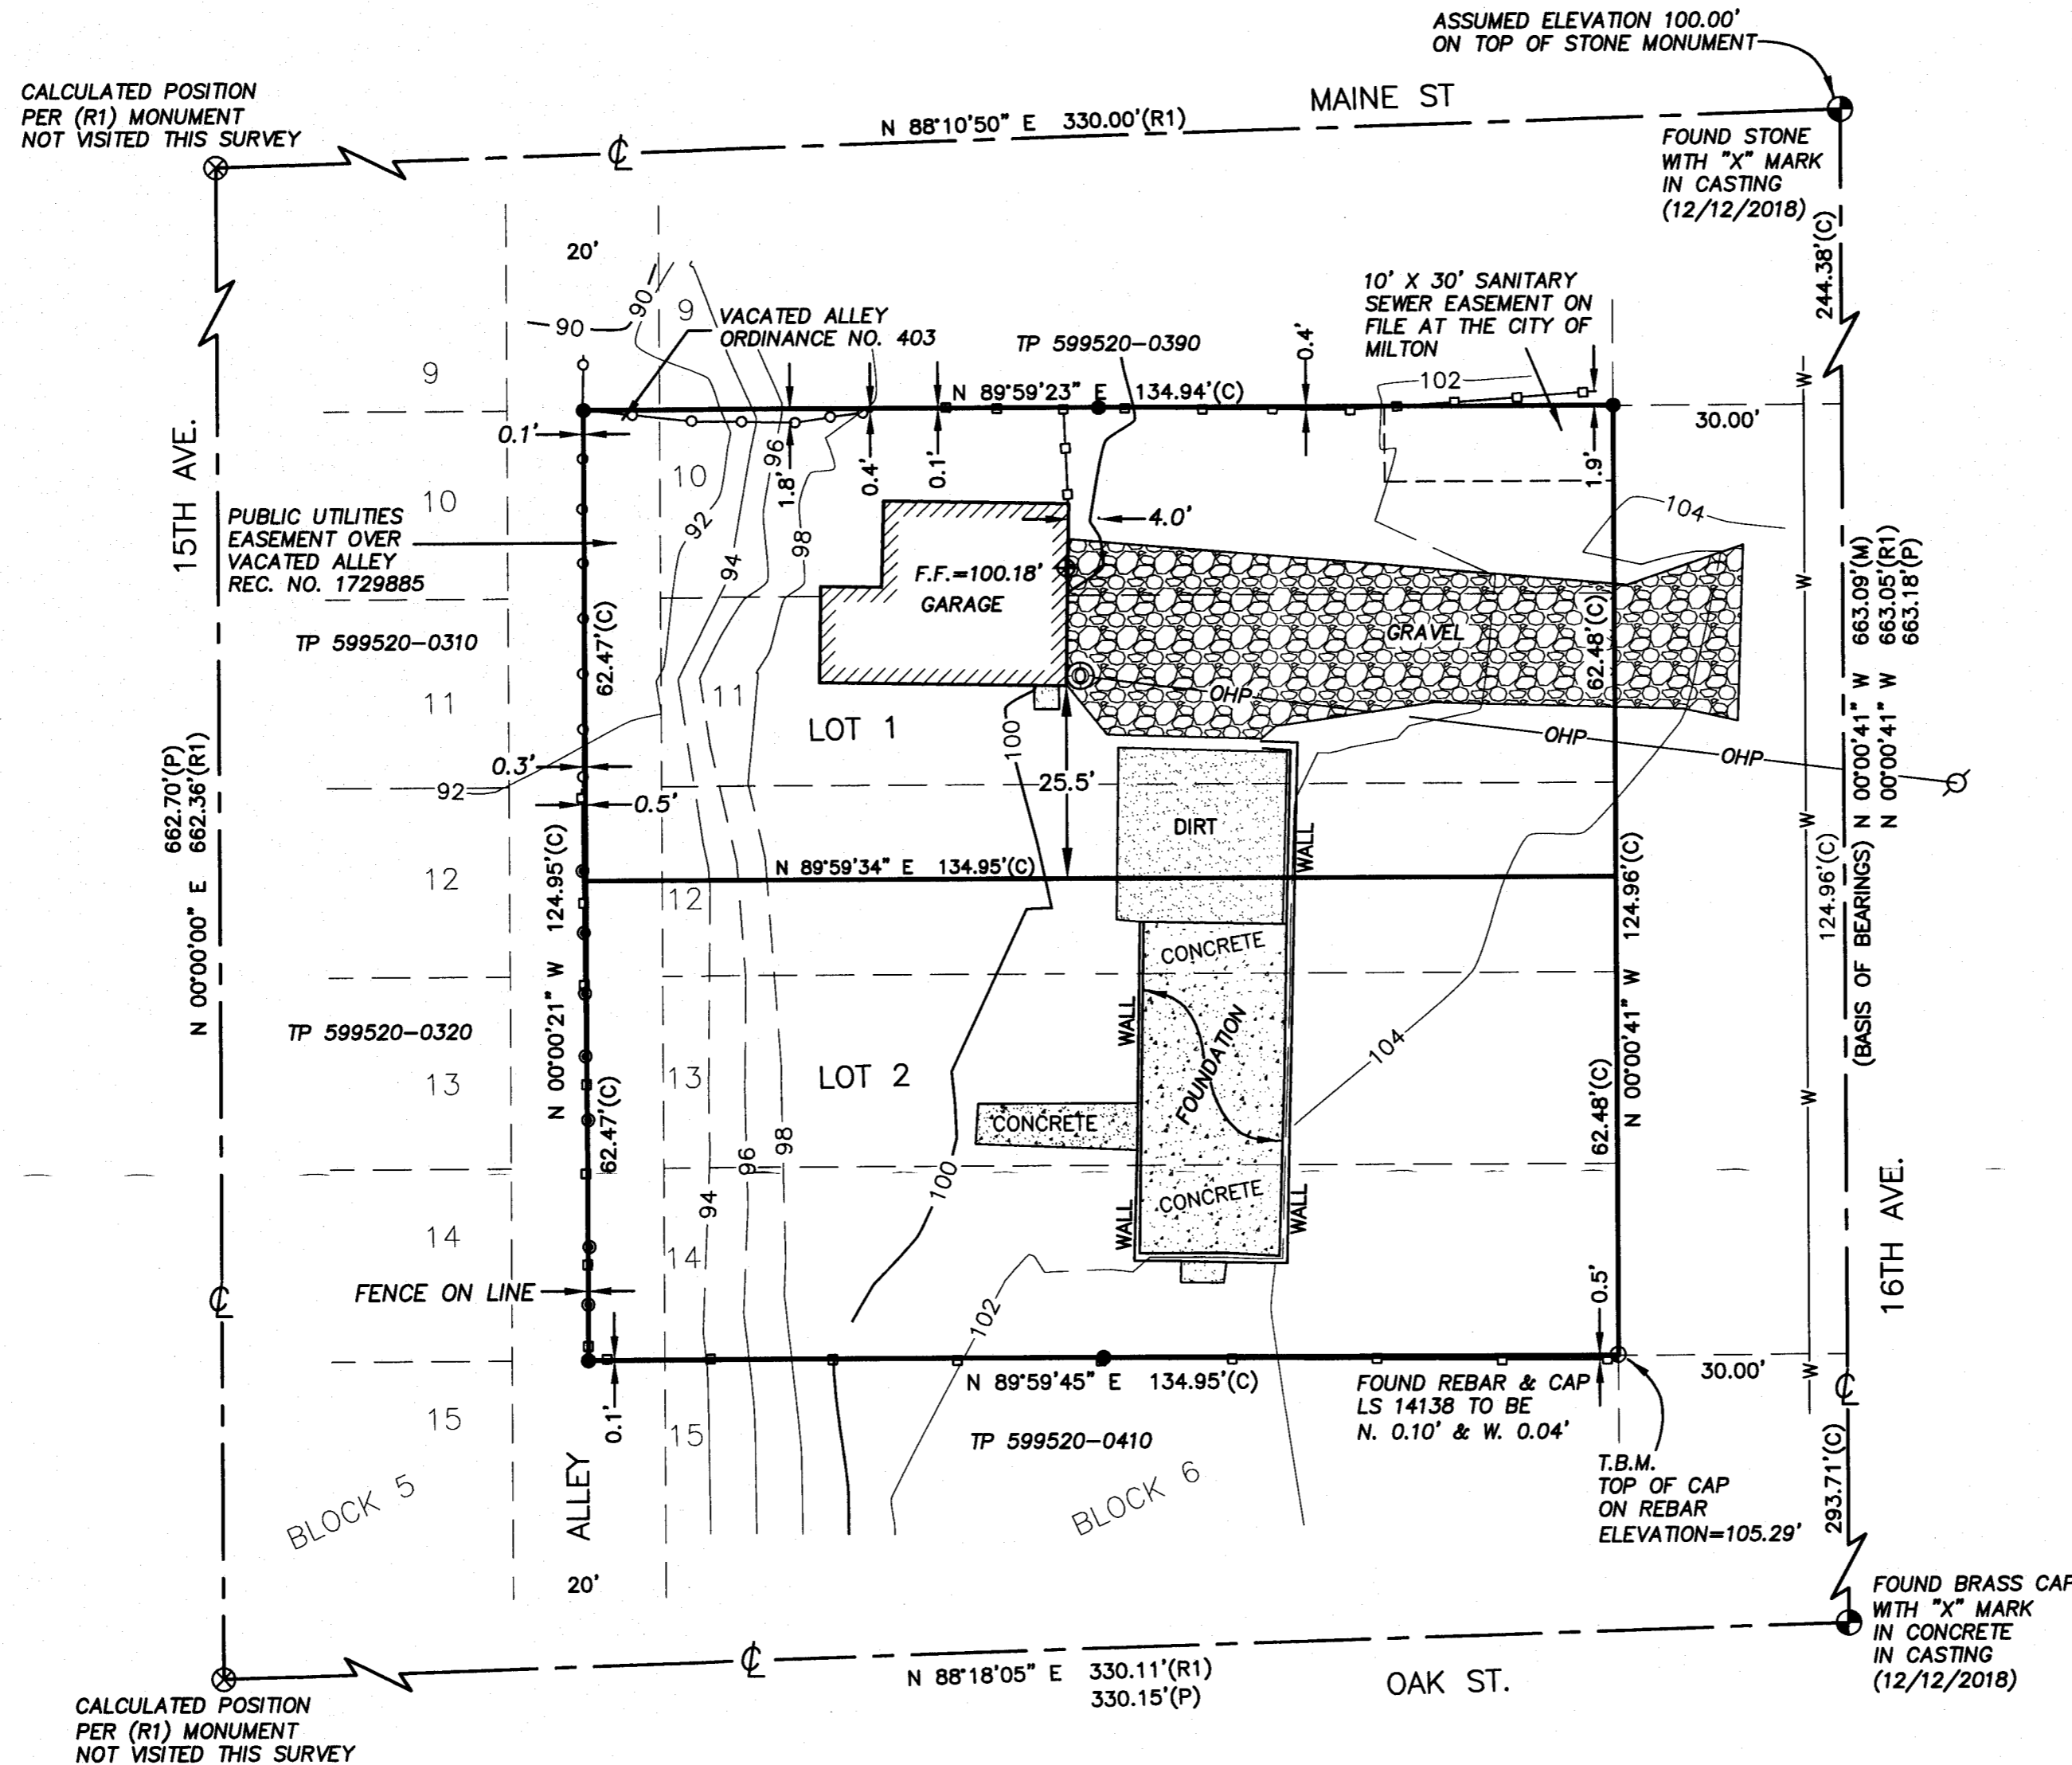 ASSUMED ELEVATION 100.00'
ON TOP OF STONE MONUMENT
CALCULATED POSITION
PER (R1) MONUMENT
NOT VISITED THIS SURVEY
MAINE ST
N 88°10'50" E 330.00'(R1)
℄
FOUND STONE
WITH "X" MARK
IN CASTING
(12/12/2018)
244.38'(C)
20'
90
90
9
9
VACATED ALLEY
ORDINANCE NO. 403
TP 599520-0390
0.4'
10' X 30' SANITARY
SEWER EASEMENT ON
FILE AT THE CITY OF
MILTON
102
N 89°59'23" E 134.94'(C)
30.00'
W
15TH AVE.
0.1'
10
10
96
1.8'
0.4'
0.1'
1.9'
104
PUBLIC UTILITIES
EASEMENT OVER
VACATED ALLEY
REC. NO. 1729885
92
94
98
4.0'
F.F.=100.18'
GARAGE
GRAVEL
W
N 00°00'41" W 663.09'(M)
N 00°00'41" W 663.05'(R1)
663.18'(P)
(BASIS OF BEARINGS)
TP 599520-0310
62.47'(C)
62.48'(C)
11
11
LOT 1
100
OHP
OHP
OHP
662.70'(P)
N 00°00'00" E 662.36'(R1)
0.3'
92
0.5'
25.5'
DIRT
WALL
W
124.96'(C)
N 00°00'41" W 124.96'(C)
N 00°00'21" W 124.95'(C)
12
12
N 89°59'34" E 134.95'(C)
CONCRETE
WALL
FOUNDATION
TP 599520-0320
13
13
LOT 2
104
62.47'(C)
62.48'(C)
CONCRETE
W
98
96
94
100
CONCRETE
WALL
WALL
16TH AVE.
14
14
℄
FENCE ON LINE
102
0.5'
N 89°59'45" E 134.95'(C)
FOUND REBAR & CAP
LS 14138 TO BE
N. 0.10' & W. 0.04'
30.00'
W
℄
0.1'
15
15
TP 599520-0410
T.B.M.
TOP OF CAP
ON REBAR
ELEVATION=105.29'
293.71'(C)
BLOCK 5
ALLEY
BLOCK 6
20'
FOUND BRASS CAP
WITH "X" MARK
IN CONCRETE
IN CASTING
(12/12/2018)
℄
N 88°18'05" E 330.11'(R1)
330.15'(P)
OAK ST.
CALCULATED POSITION
PER (R1) MONUMENT
NOT VISITED THIS SURVEY